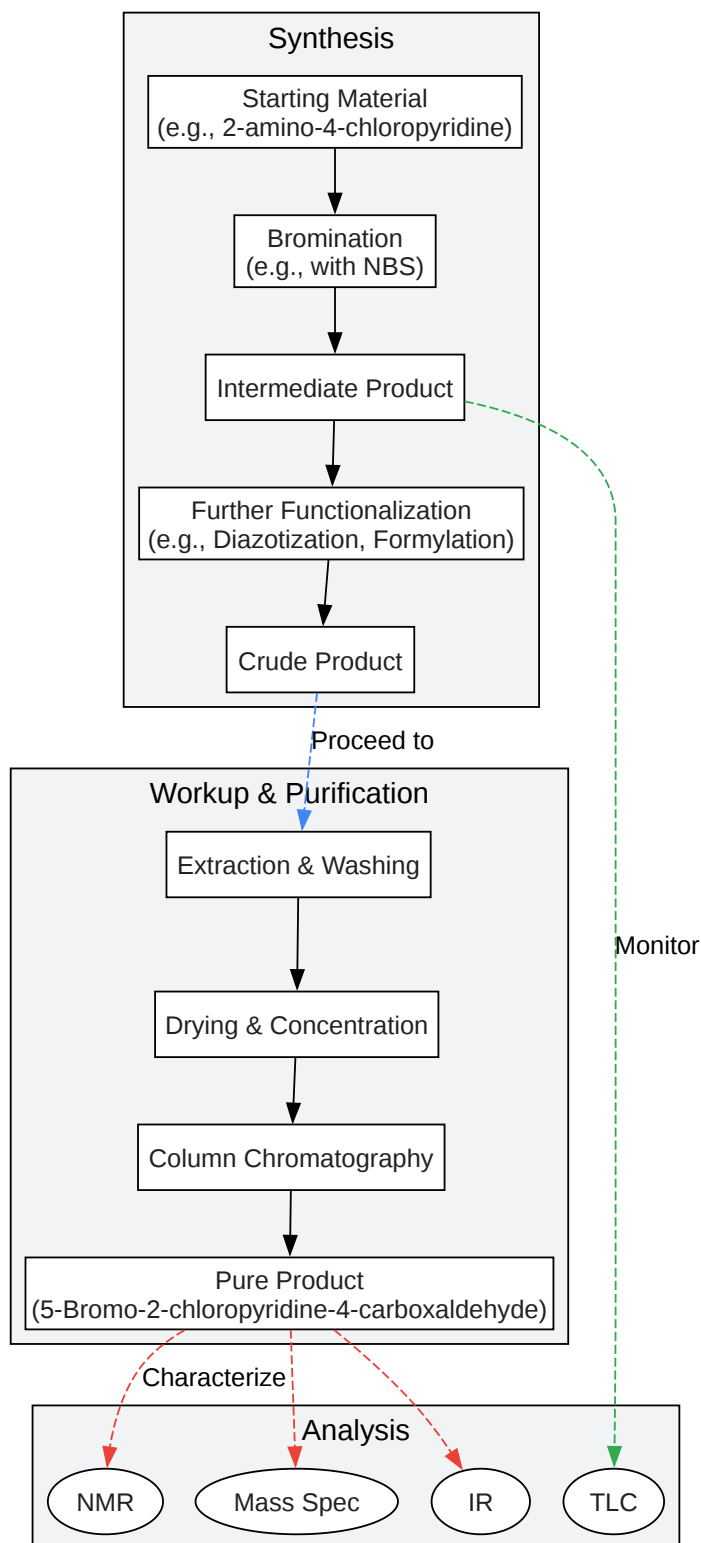 Synthesis
Starting Material
(e.g., 2-amino-4-chloropyridine)
Bromination
(e.g., with NBS)
Intermediate Product
Further Functionalization
(e.g., Diazotization, Formylation)
Crude Product
Proceed to
Workup & Purification
Extraction & Washing
Monitor
Drying & Concentration
Column Chromatography
Pure Product
(5-Bromo-2-chloropyridine-4-carboxaldehyde)
Characterize
Analysis
NMR
Mass Spec
IR
TLC